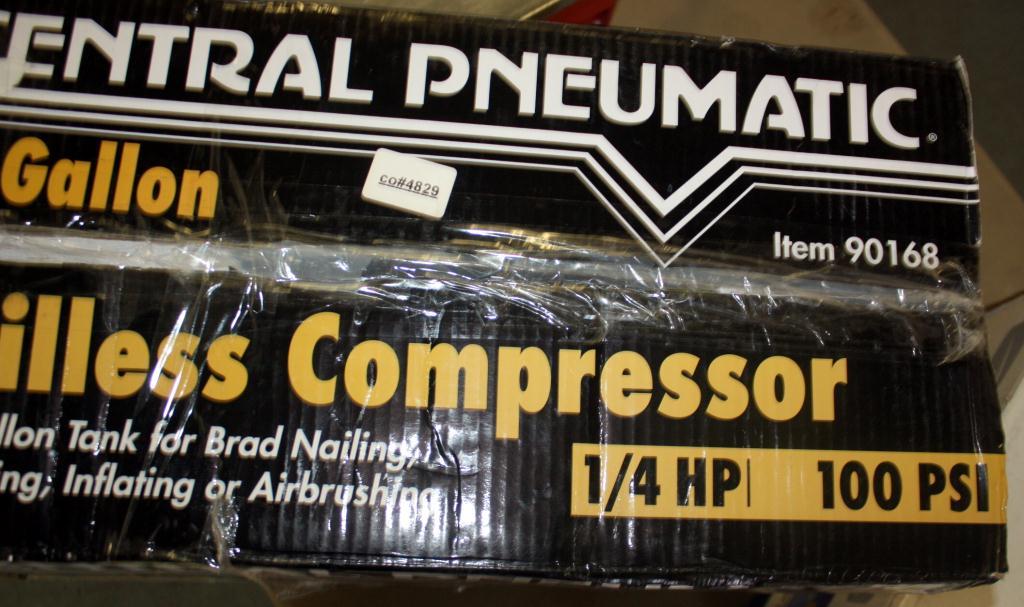 ENTRAL PNEUMATIC®
Gallon
co#4829
Item 90168
illess Compressor
llon Tank for Brad Nailing,
ng, Inflating or Airbrushing
1/4 HP 100 PSI